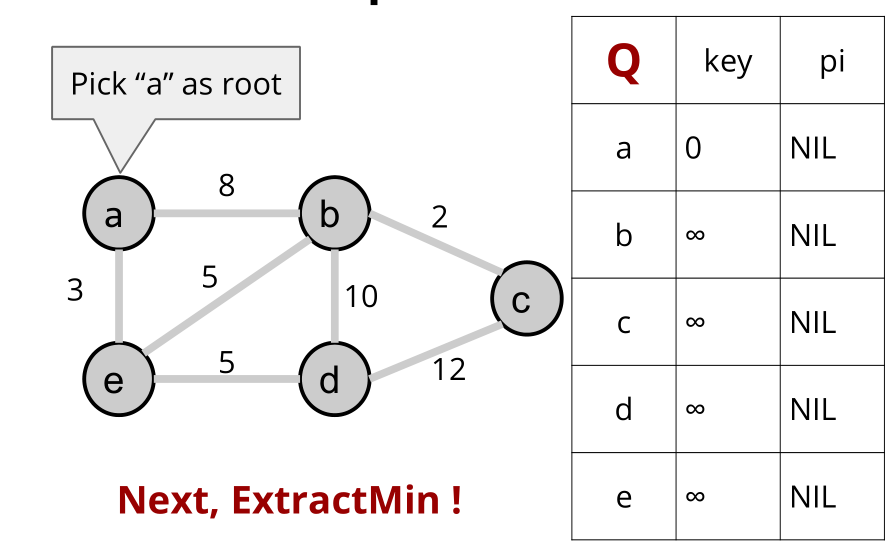 Pick “a” as root
Q key pi
a 0 NIL
b ∞ NIL
c ∞ NIL
d ∞ NIL
e ∞ NIL
8
a
b
2
3
5
10
c
5
12
e
d
Next, ExtractMin !